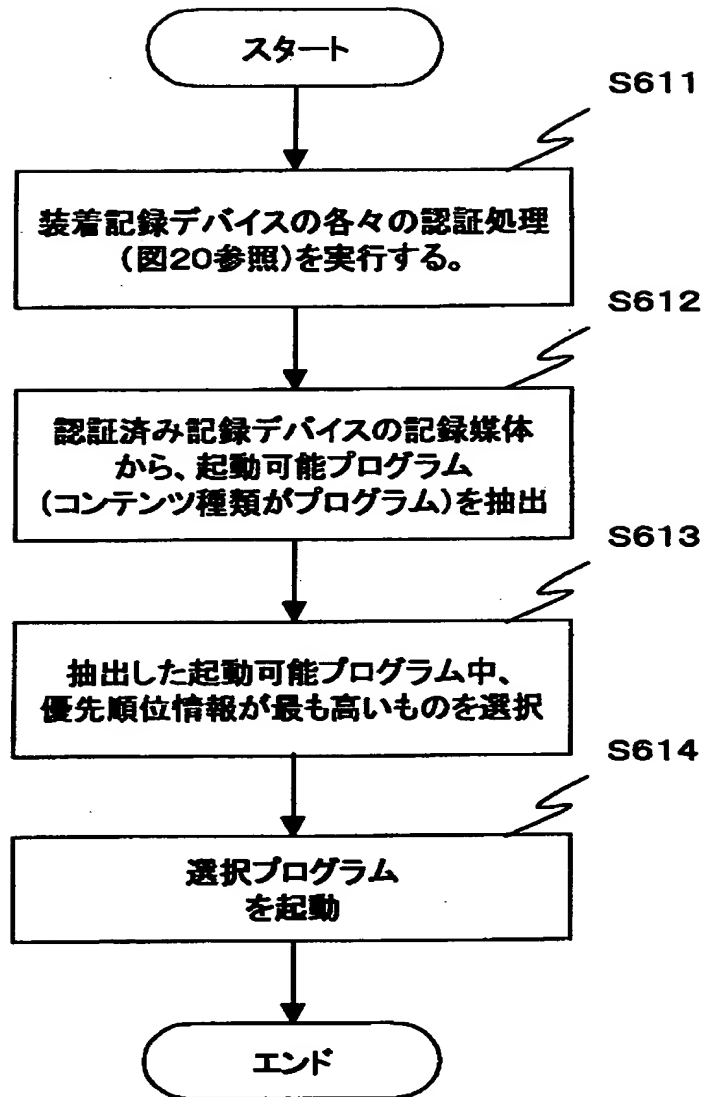 スタート
S611
装着記録デバイスの各々の認証処理
(図20参照)を実行する。
S612
認証済み記録デバイスの記録媒体
から、起動可能プログラム
(コンテンツ種類がプログラム)を抽出
S613
抽出した起動可能プログラム中、
優先順位情報が最も高いものを選択
S614
選択プログラム
を起動
エンド